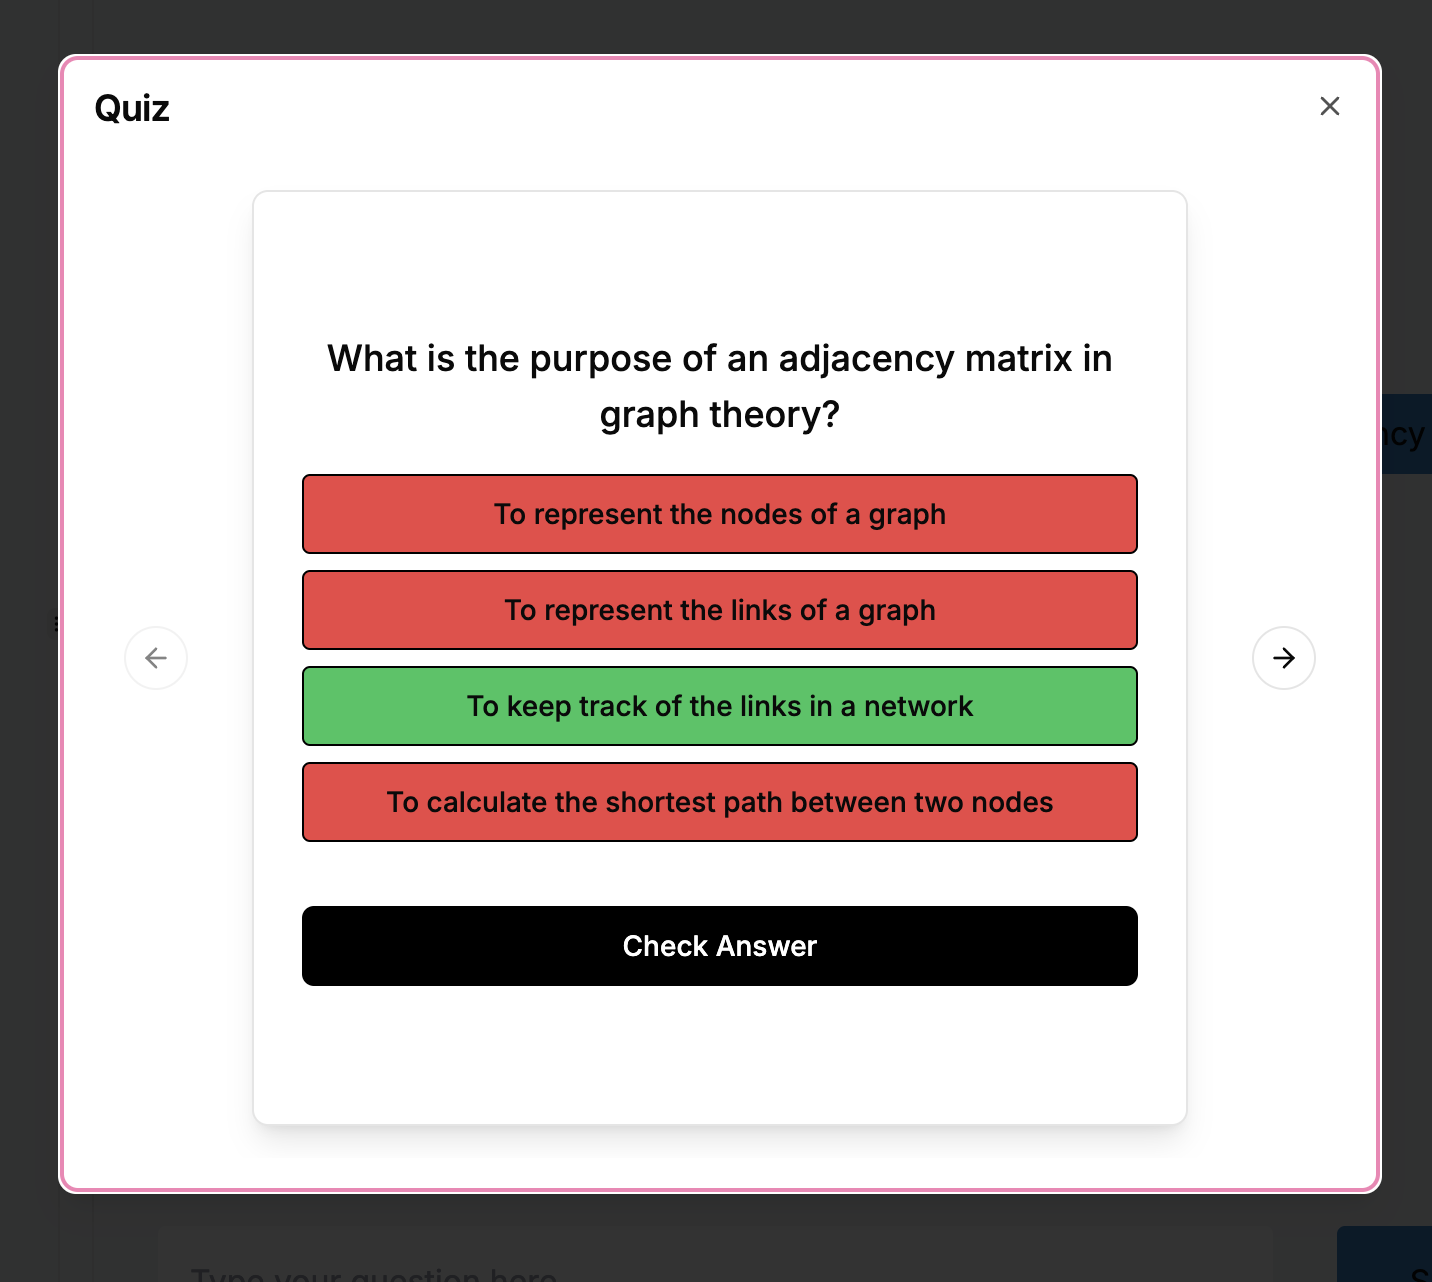 Quiz
What is the purpose of an adjacency matrix in
graph theory?
To represent the nodes of a graph
To represent the links of a graph
ncy
To keep track of the links in a network
To calculate the shortest path between two nodes
Check Answer
Type your question here
S